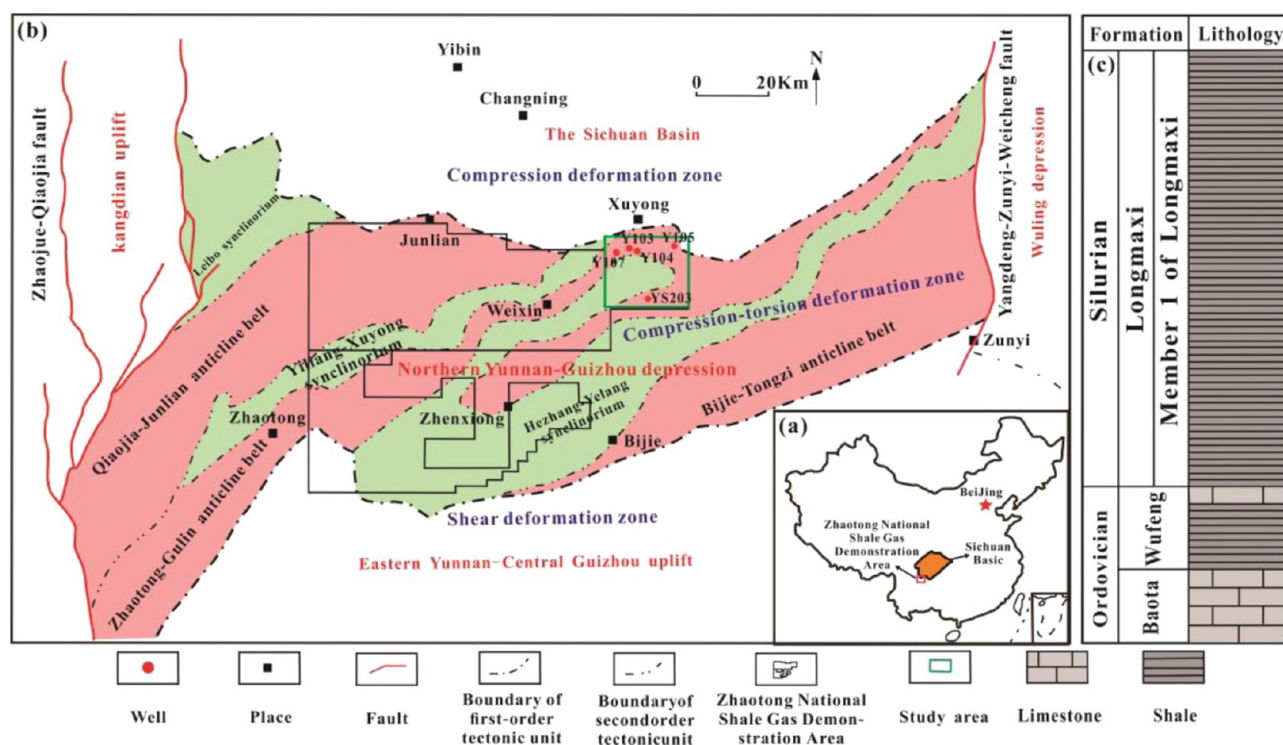 (b)
Yibin
Changning
0 20Km
N
The Sichuan Basin
Compression deformation zone
Zhaojue-Qiaojia fault
kangdian uplift
Leibo synclinorium
Junlian
Xuyong
Y103
Y105
Y107
Y104
YS203
Weixin
Compression-torsion deformation zone
Yangdeng-Zunyi-Weicheng fault
Wuling depression
Zunyi
Qiaojia-Junlian anticline belt
Yiliang-Xuyong
synclinorium
Northern Yunnan-Guizhou depression
Bijie-Tongzi anticline belt
Zhaotong
Zhenxiong
Hezhang-Yelang
synclinorium
Bijie
Zhaotong-Gulin anticline belt
Shear deformation zone
Eastern Yunnan-Central Guizhou uplift
(a)
BeiJing
Zhaotong National
Shale Gas
Demonstration
Area
Sichuan
Basic
Formation Lithology
(c)
Silurian
Longmaxi
Member 1 of Longmaxi
Ordovician
Wufeng
Baota
Well
Place
Fault
Boundary of
first-order
tectonic unit
Boundaryof
secondorder
tectonicunit
Zhaotong National
Shale Gas Demon-
stration Area
Study area
Limestone
Shale